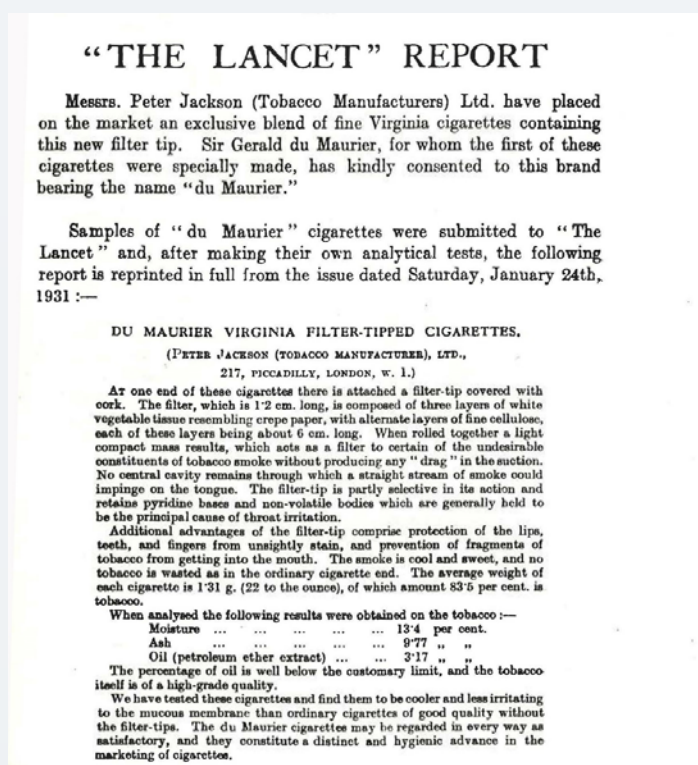 “THE LANCET” REPORT
Messrs. Peter Jackson (Tobacco Manufacturers) Ltd. have placed
on the market an exclusive blend of fine Virginia cigarettes containing
this new filter tip. Sir Gerald du Maurier, for whom the first of these
cigarettes were specially made, has kindly consented to this brand
bearing the name “du Maurier.”
Samples of “du Maurier” cigarettes were submitted to “The
Lancet” and, after making their own analytical tests, the following
report is reprinted in full from the issue dated Saturday, January 24th,
1931 :—
DU MAURIER VIRGINIA FILTER-TIPPED CIGARETTES.
(PETER JACKSON (TOBACCO MANUFACTURER), LTD.,
217, PICCADILLY, LONDON, W. 1.)
AT one end of these cigarettes there is attached a filter-tip covered with
cork. The filter, which is 1·2 cm. long, is composed of three layers of white
vegetable tissue resembling crepe paper, with alternate layers of fine cellulose,
each of these layers being about 6 cm. long. When rolled together a light
compact mass results, which acts as a filter to certain of the undesirable
constituents of tobacco smoke without producing any “drag” in the suction.
No central cavity remains through which a straight stream of smoke could
impinge on the tongue. The filter-tip is partly selective in its action and
retains pyridine bases and non-volatile bodies which are generally held to
be the principal cause of throat irritation.
Additional advantages of the filter-tip comprise protection of the lips,
teeth, and fingers from unsightly stain, and prevention of fragments of
tobacco from getting into the mouth. The smoke is cool and sweet, and no
tobacco is wasted as in the ordinary cigarette end. The average weight of
each cigarette is 1·31 g. (22 to the ounce), of which amount 83·5 per cent. is
tobacco.
When analysed the following results were obtained on the tobacco :—
Moisture ... ... ... ... ... 13·4 per cent.
Ash ... ... ... ... ... 9·77 „ „
Oil (petroleum ether extract) ... ... 3·17 „ „
The percentage of oil is well below the customary limit, and the tobacco
itself is of a high-grade quality.
We have tested these cigarettes and find them to be cooler and less irritating
to the mucous membrane than ordinary cigarettes of good quality without
the filter-tips. The du Maurier cigarettes may be regarded in every way as
satisfactory, and they constitute a distinct and hygienic advance in the
marketing of cigarettes.